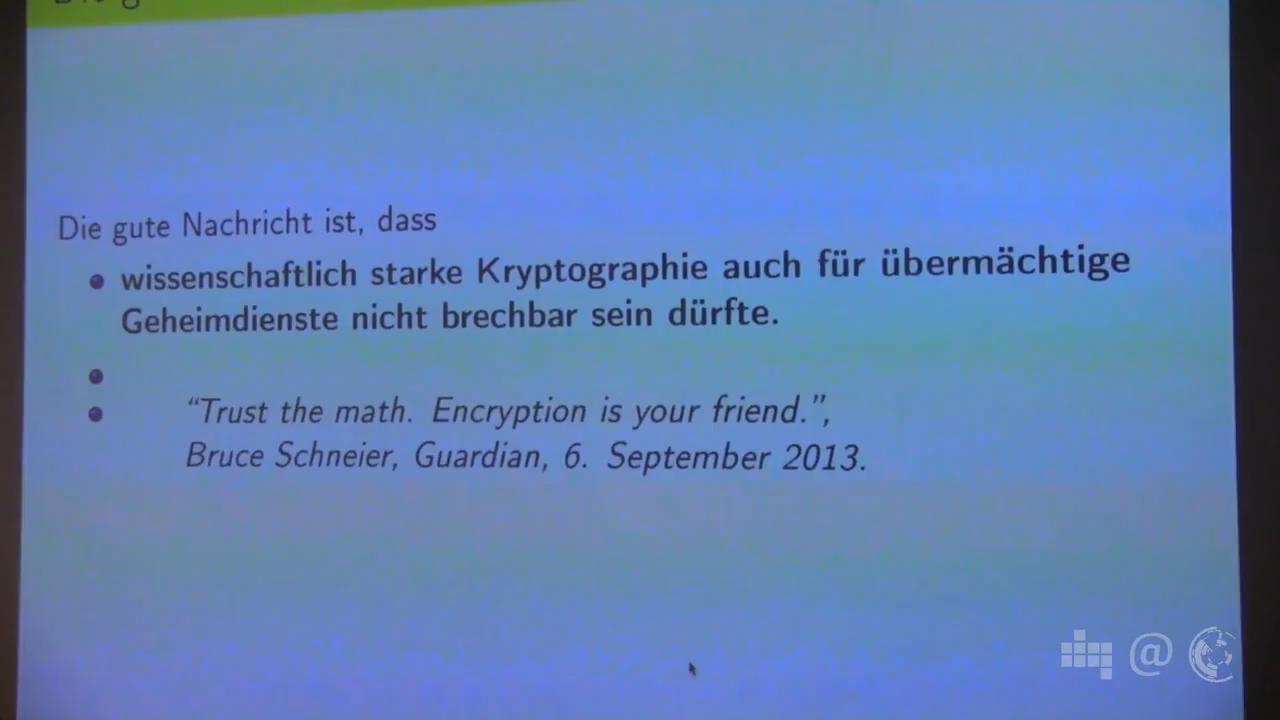 Die gute Nachricht ist, dass
wissenschaftlich starke Kryptographie auch für übermächtige
Geheimdienste nicht brechbar sein dürfte.
“Trust the math. Encryption is your friend.”,
Bruce Schneier, Guardian, 6. September 2013.
@